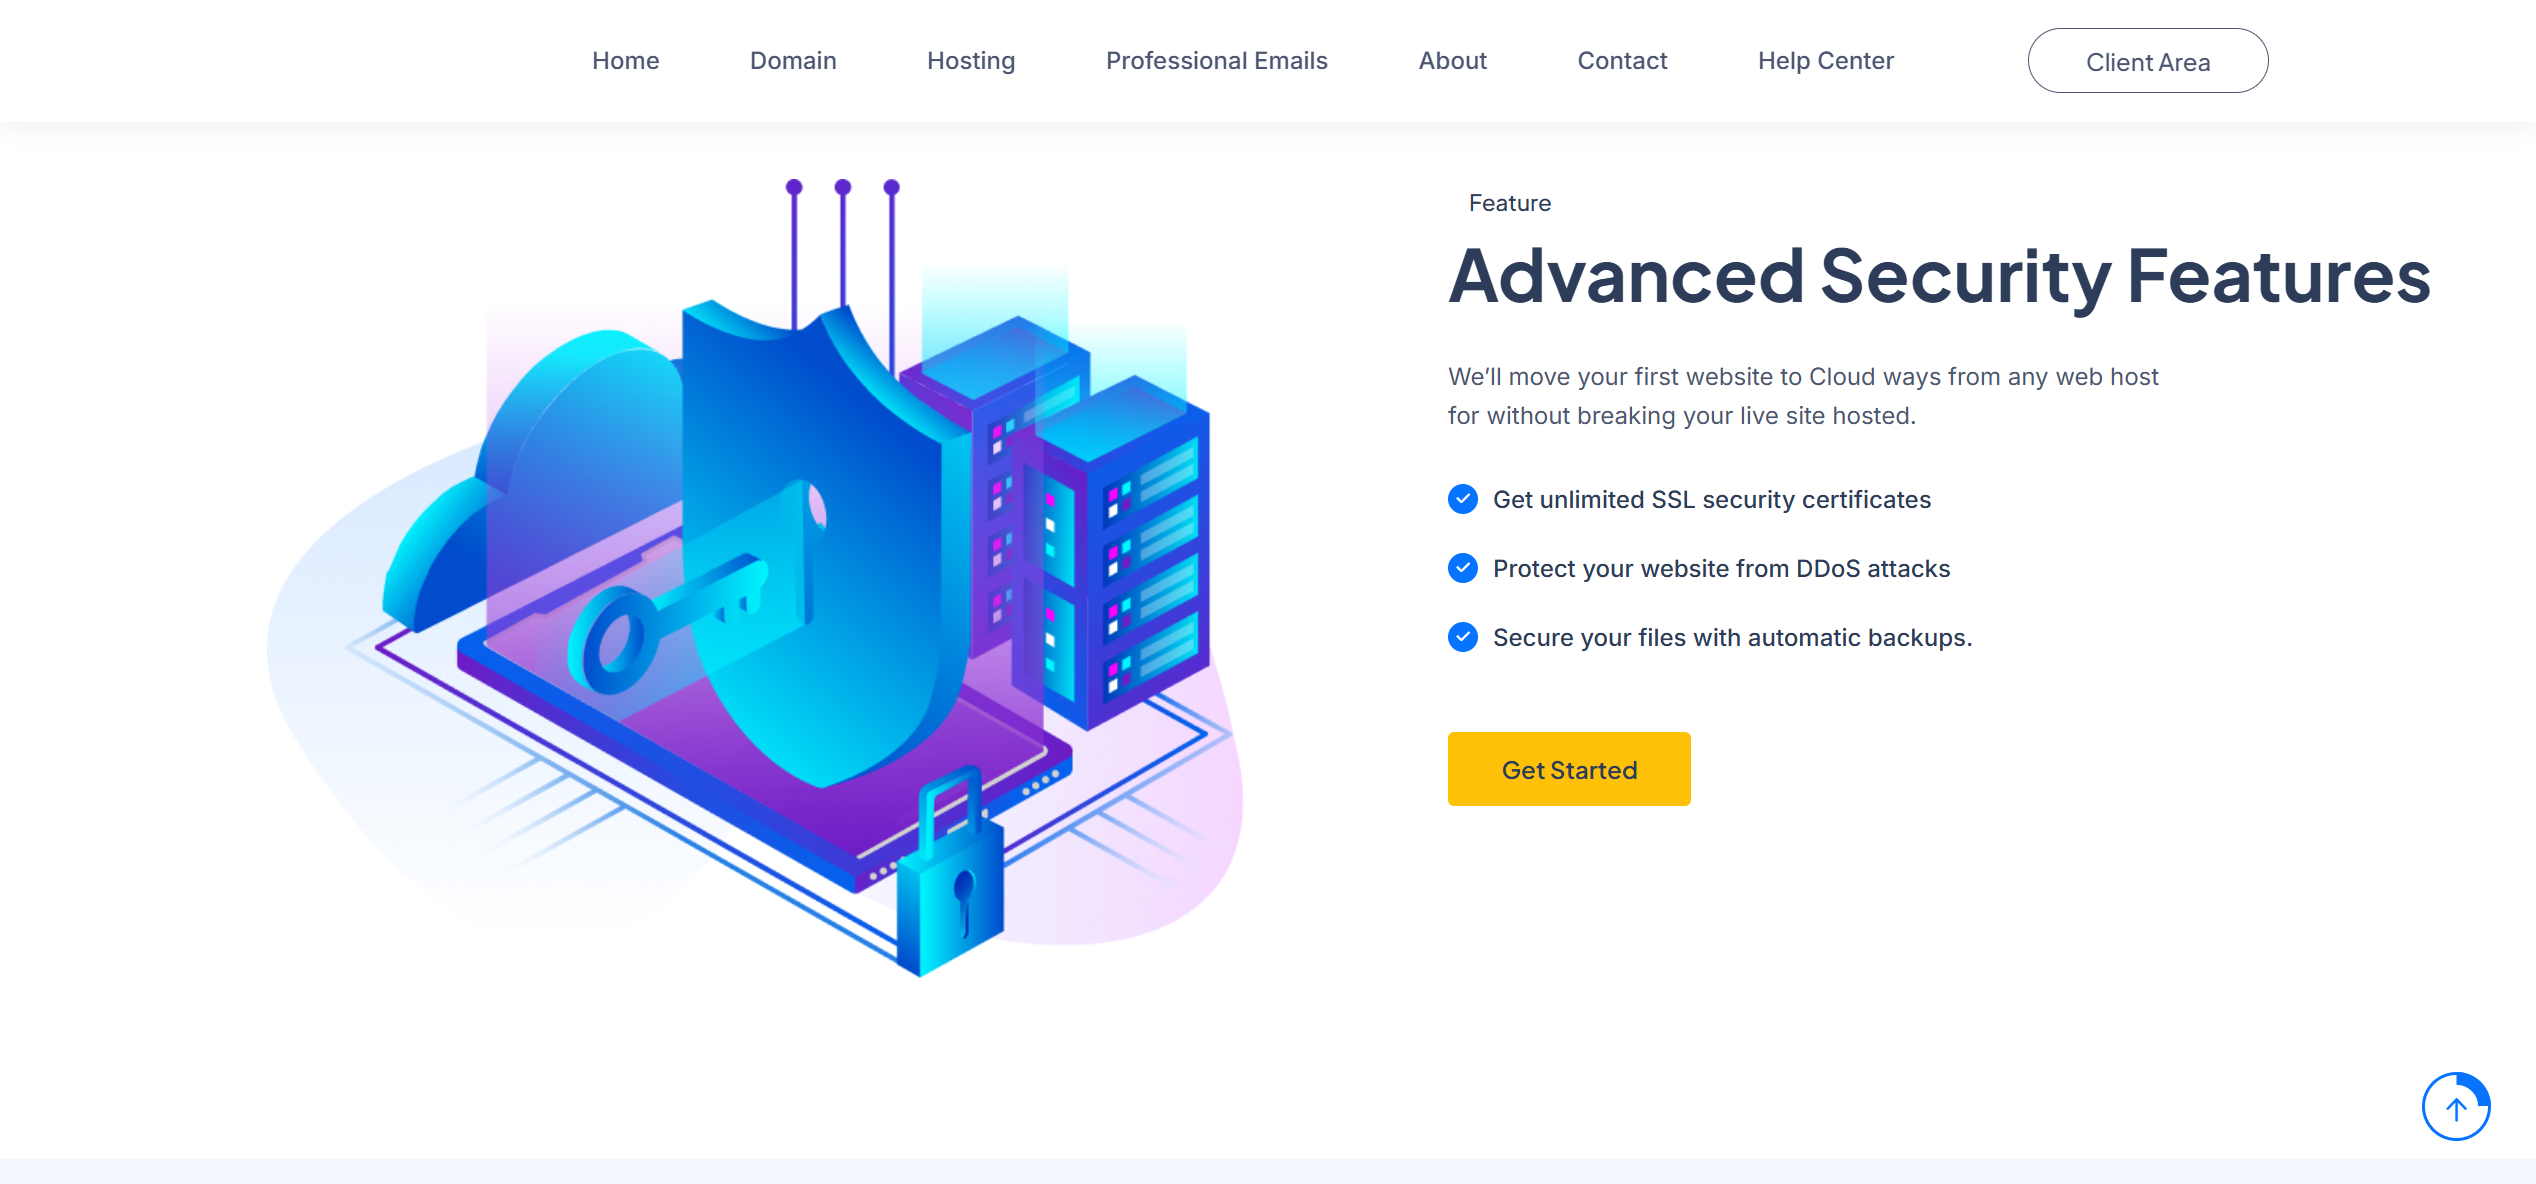 Home
Domain
Hosting
Professional Emails
About
Contact
Help Center
Client Area
Feature
Advanced Security Features
We’ll move your first website to Cloud ways from any web host
for without breaking your live site hosted.
Get unlimited SSL security certificates
Protect your website from DDoS attacks
Secure your files with automatic backups.
Get Started